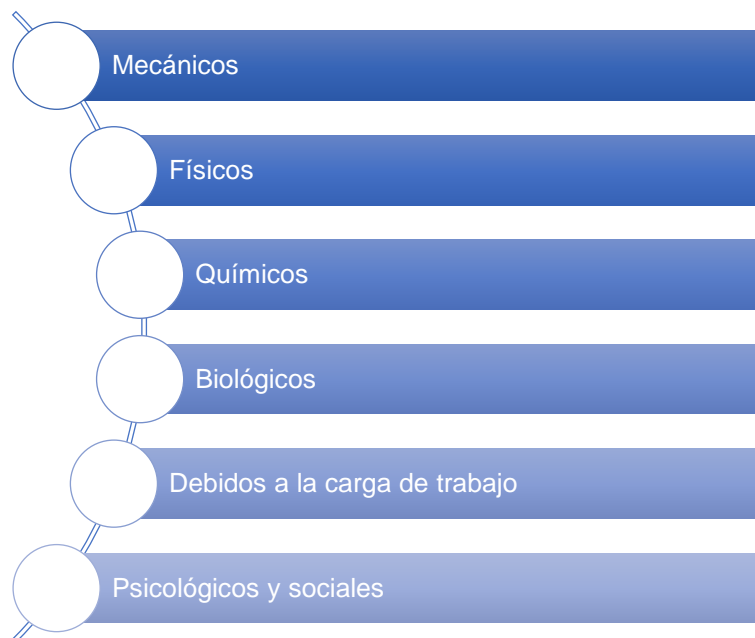 Mecánicos
Físicos
Químicos
Biológicos
Debidos a la carga de trabajo
Psicológicos y sociales